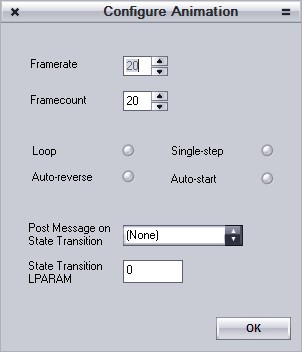 Configure Animation
Framerate 20
Framecount 20
Loop Single-step
Auto-reverse Auto-start
Post Message on
State Transition (None)
State Transition
LPARAM 0
OK